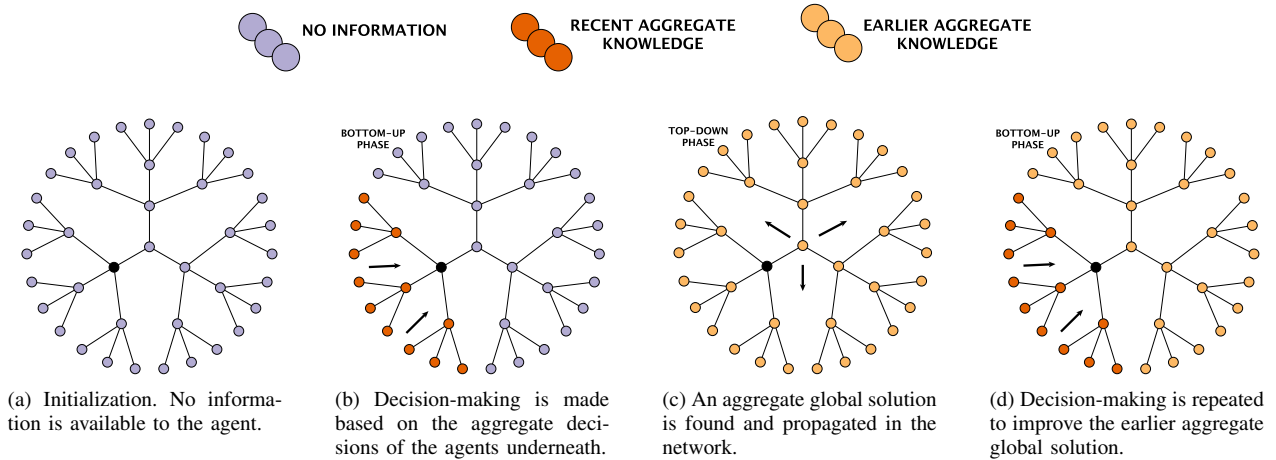 NO INFORMATION
RECENT AGGREGATE
KNOWLEDGE
EARLIER AGGREGATE
KNOWLEDGE
BOTTOM-UP
PHASE
TOP-DOWN
PHASE
BOTTOM-UP
PHASE
(a) Initialization. No informa-
tion is available to the agent.
(b) Decision-making is made
based on the aggregate deci-
sions of the agents underneath.
(c) An aggregate global solution
is found and propagated in the
network.
(d) Decision-making is repeated
to improve the earlier aggregate
global solution.